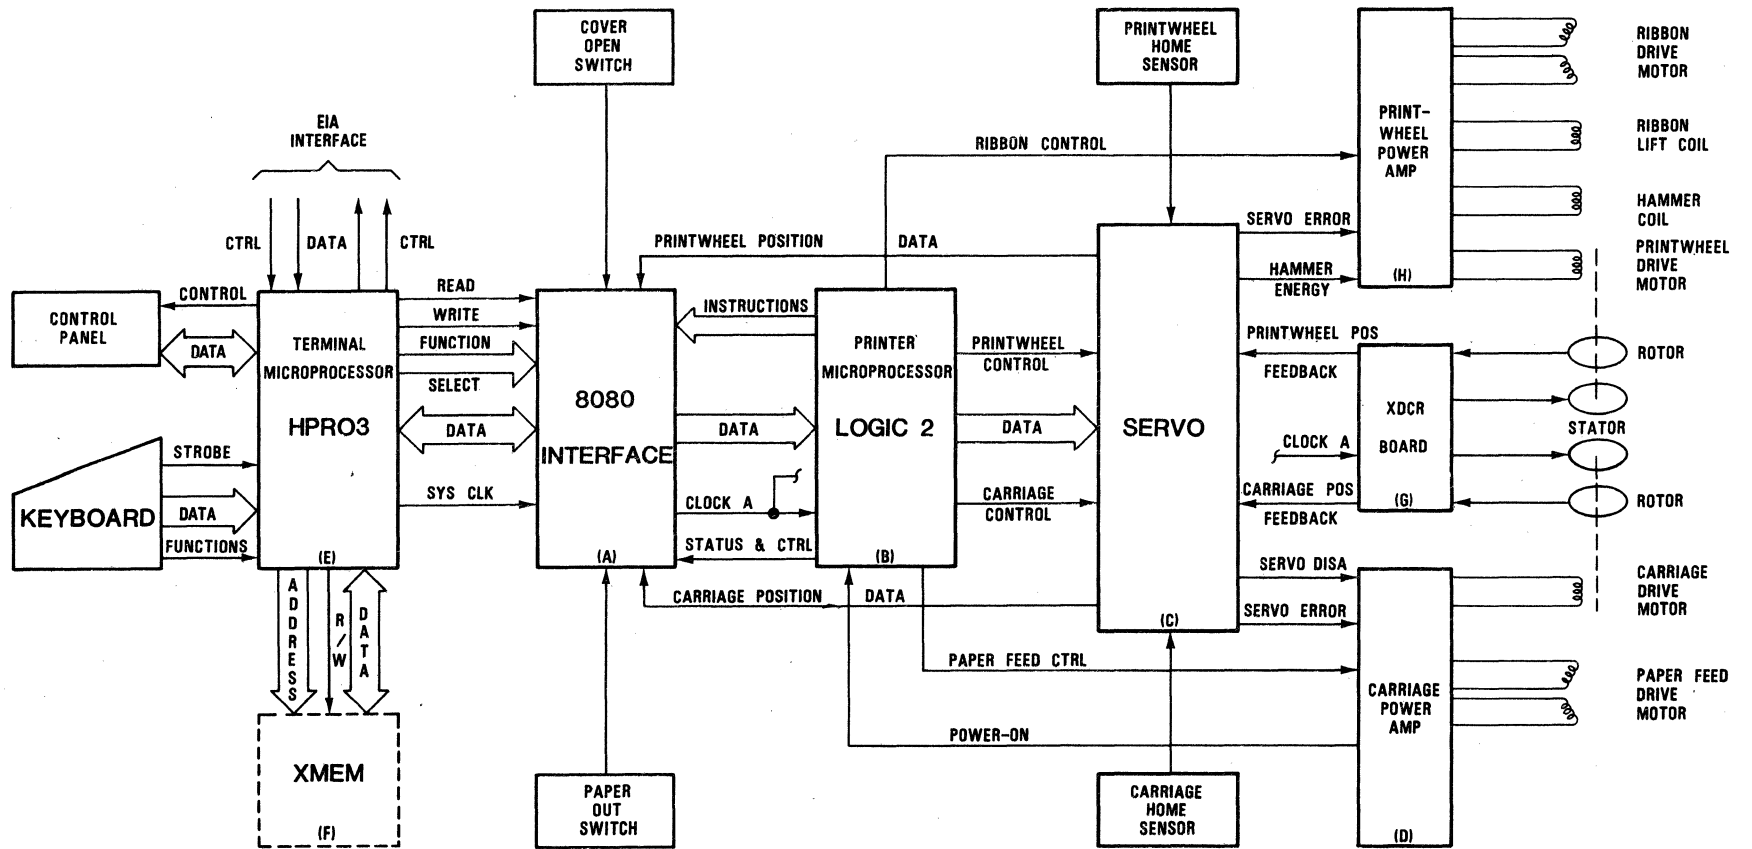 COVER
OPEN
SWITCH
PRINTWHEEL
HOME
SENSOR
RIBBON
DRIVE
MOTOR
PRINT-
WHEEL
POWER
AMP
(H)
RIBBON
LIFT COIL
HAMMER
COIL
PRINTWHEEL
DRIVE
MOTOR
EIA
INTERFACE
CTRL
DATA
CTRL
RIBBON CONTROL
PRINTWHEEL POSITION DATA
SERVO ERROR
HAMMER
ENERGY
CONTROL
PANEL
CONTROL
DATA
TERMINAL
MICROPROCESSOR
HPRO3
(E)
READ
WRITE
FUNCTION
SELECT
DATA
SYS CLK
8080
INTERFACE
(A)
INSTRUCTIONS
DATA
CLOCK A
STATUS & CTRL
PRINTER
MICROPROCESSOR
LOGIC 2
(B)
PRINTWHEEL
CONTROL
DATA
CARRIAGE
CONTROL
SERVO
(C)
PRINTWHEEL POS
FEEDBACK
CLOCK A
CARRIAGE POS
FEEDBACK
XDCR
BOARD
(G)
ROTOR
STATOR
ROTOR
KEYBOARD
STROBE
DATA
FUNCTIONS
ADDRESS
R/W
DATA
XMEM
(F)
CARRIAGE POSITION DATA
SERVO DISA
SERVO ERROR
PAPER FEED CTRL
POWER-ON
CARRIAGE
POWER
AMP
(D)
CARRIAGE
DRIVE
MOTOR
PAPER FEED
DRIVE
MOTOR
PAPER
OUT
SWITCH
CARRIAGE
HOME
SENSOR